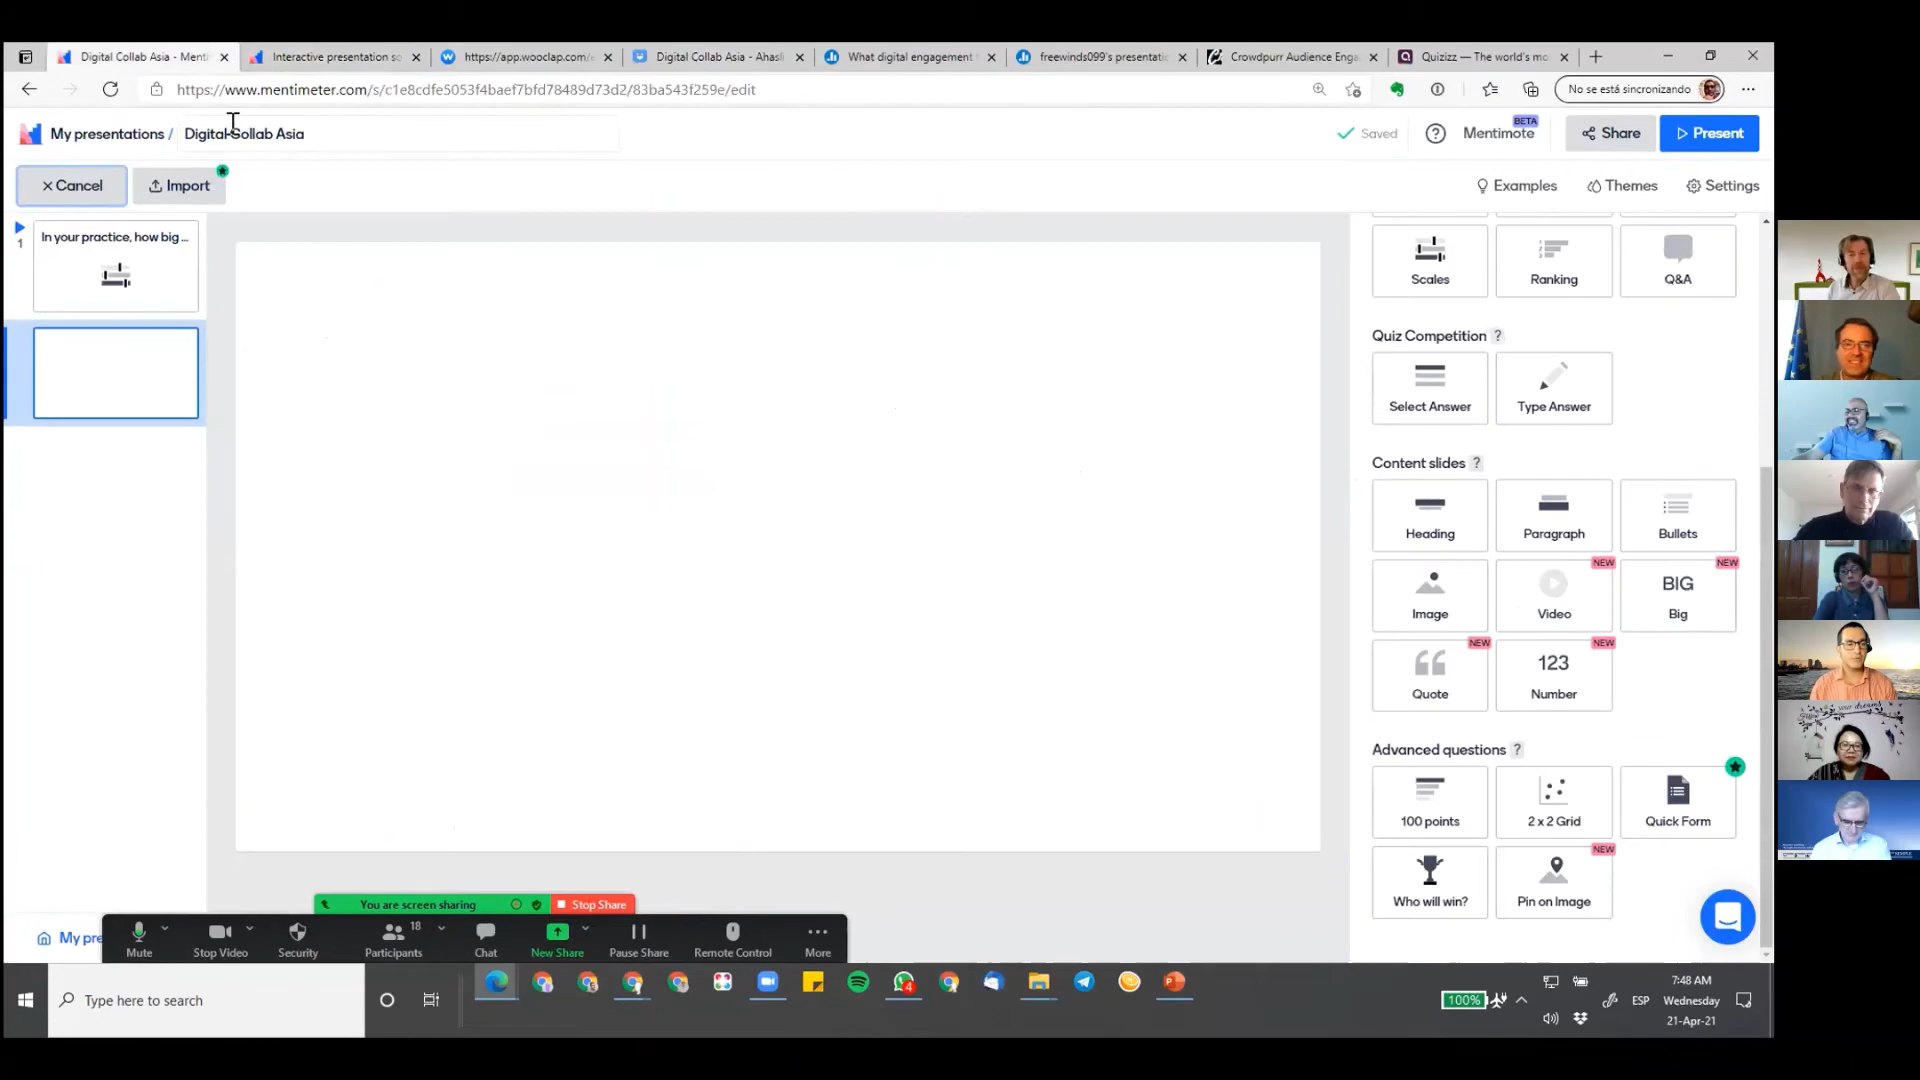 Digital Collab Asia - Menti
Interactive presentation so
https://app.wooclap.com/e
Digital Collab Asia - Ahasli
What digital engagement
freewinds099's presentatio
Crowdpurr Audience Enga
Quizizz — The world's mo
https://www.mentimeter.com/s/c1e8cdfe5053f4baef7bfd78489d73d2/83ba543f259e/edit
No se está sincronizando
My presentations / Digital Collab Asia
Saved
Mentimote
BETA
Share
Present
Cancel
Import
Examples
Themes
Settings
1
In your practice, how big ...
Scales
Ranking
Q&A
Quiz Competition ?
Select Answer
Type Answer
Content slides ?
Heading
Paragraph
Bullets
Image
NEW
Video
NEW
BIG
Big
NEW
Quote
NEW
123
Number
Advanced questions ?
100 points
2 x 2 Grid
Quick Form
Who will win?
NEW
Pin on Image
You are screen sharing
Stop Share
My pre
Mute
Stop Video
Security
18
Participants
Chat
New Share
Pause Share
Remote Control
More
Type here to search
4
100%
ESP
7:48 AM
Wednesday
21-Apr-21